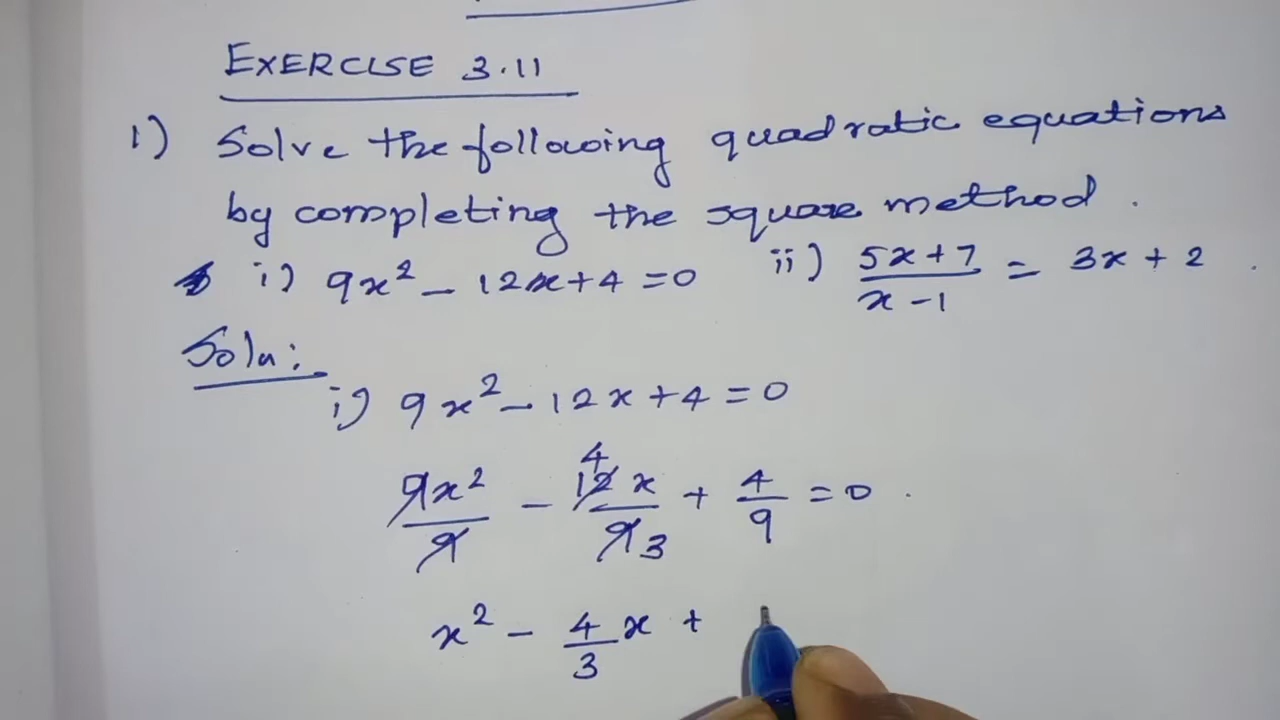 EXERCISE 3.11
1) Solve the following quadratic equations
by completing the square method.
i) 9x² - 12x + 4 = 0 ii) (5x + 7)/(x - 1) = 3x + 2.
Soln:
i) 9x² - 12x + 4 = 0
9x²/9 - 12x/9 + 4/9 = 0.
4 3
x² - 4/3 x +